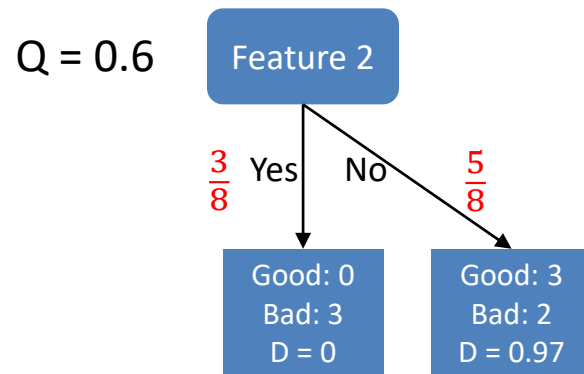 Q = 0.6
Feature 2
3/8 Yes No 5/8
Good: 0
Bad: 3
D = 0
Good: 3
Bad: 2
D = 0.97